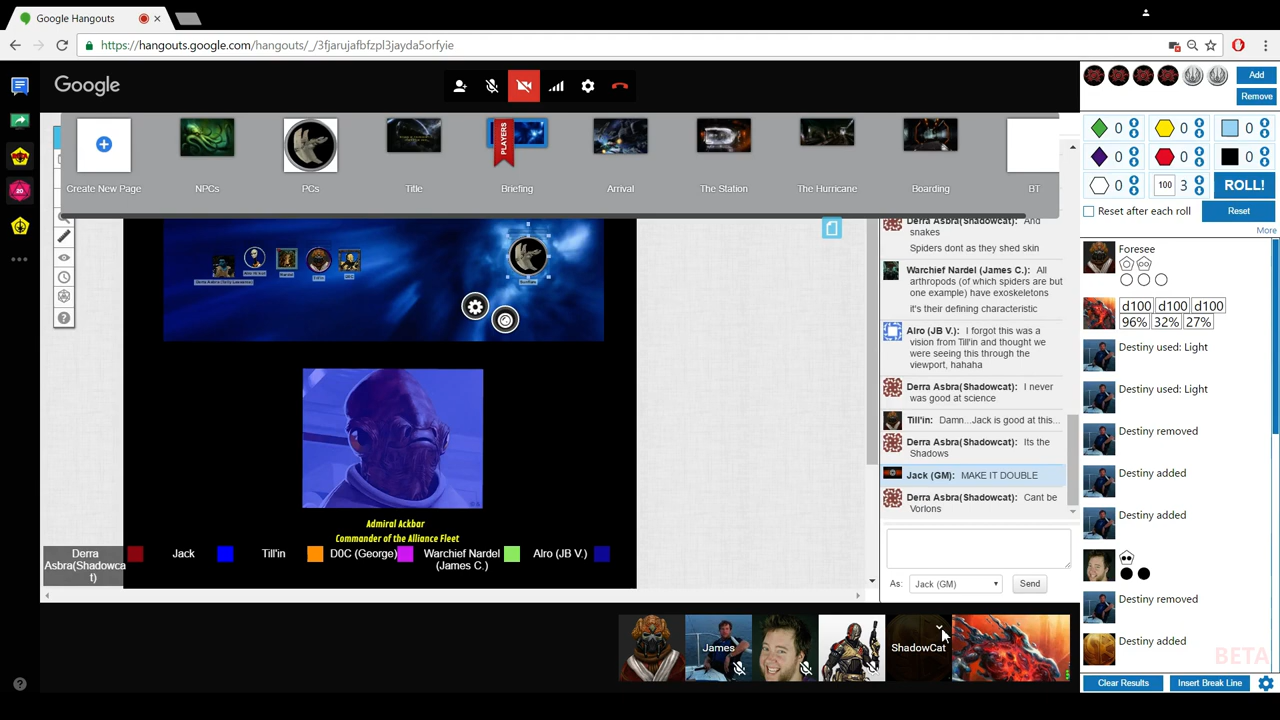 Google Hangouts
https://hangouts.google.com/hangouts/_/3fjarujafbfzpl3jayda5orfyie
Google
Create New Page
NPCs
PCs
Title
PLAYERS
Briefing
Arrival
The Station
The Hurricane
Boarding
BT
Derra Asbra(Shadowcat): And
snakes
Spiders dont as they shed skin
Warchief Nardel (James C.): All
arthropods (of which spiders are but
one example) have exoskeletons
it's their defining characteristic
Alro (JB V.): I forgot this was a
vision from Till'in and thought we
were seeing this through the
viewport, hahaha
Derra Asbra(Shadowcat): I never
was good at science
Till'in: Damn...Jack is good at this...
Derra Asbra(Shadowcat): Its the
Shadows
Jack (GM): MAKE IT DOUBLE
Derra Asbra(Shadowcat): Cant be
Vorlons
As: Jack (GM)
Send
Admiral Ackbar
Commander of the Alliance Fleet
Derra
Asbra(Shadowca
t)
Jack
Till'in
D0C (George)
Warchief Nardel
(James C.)
Alro (JB V.)
James
ShadowCat
Add
Remove
0 0 0
0 0 0
0 100 3 ROLL!
Reset after each roll
Reset
More
Foresee
d100 d100 d100
96% 32% 27%
Destiny used: Light
Destiny used: Light
Destiny removed
Destiny added
Destiny added
Destiny removed
Destiny added
BETA
Clear Results
Insert Break Line